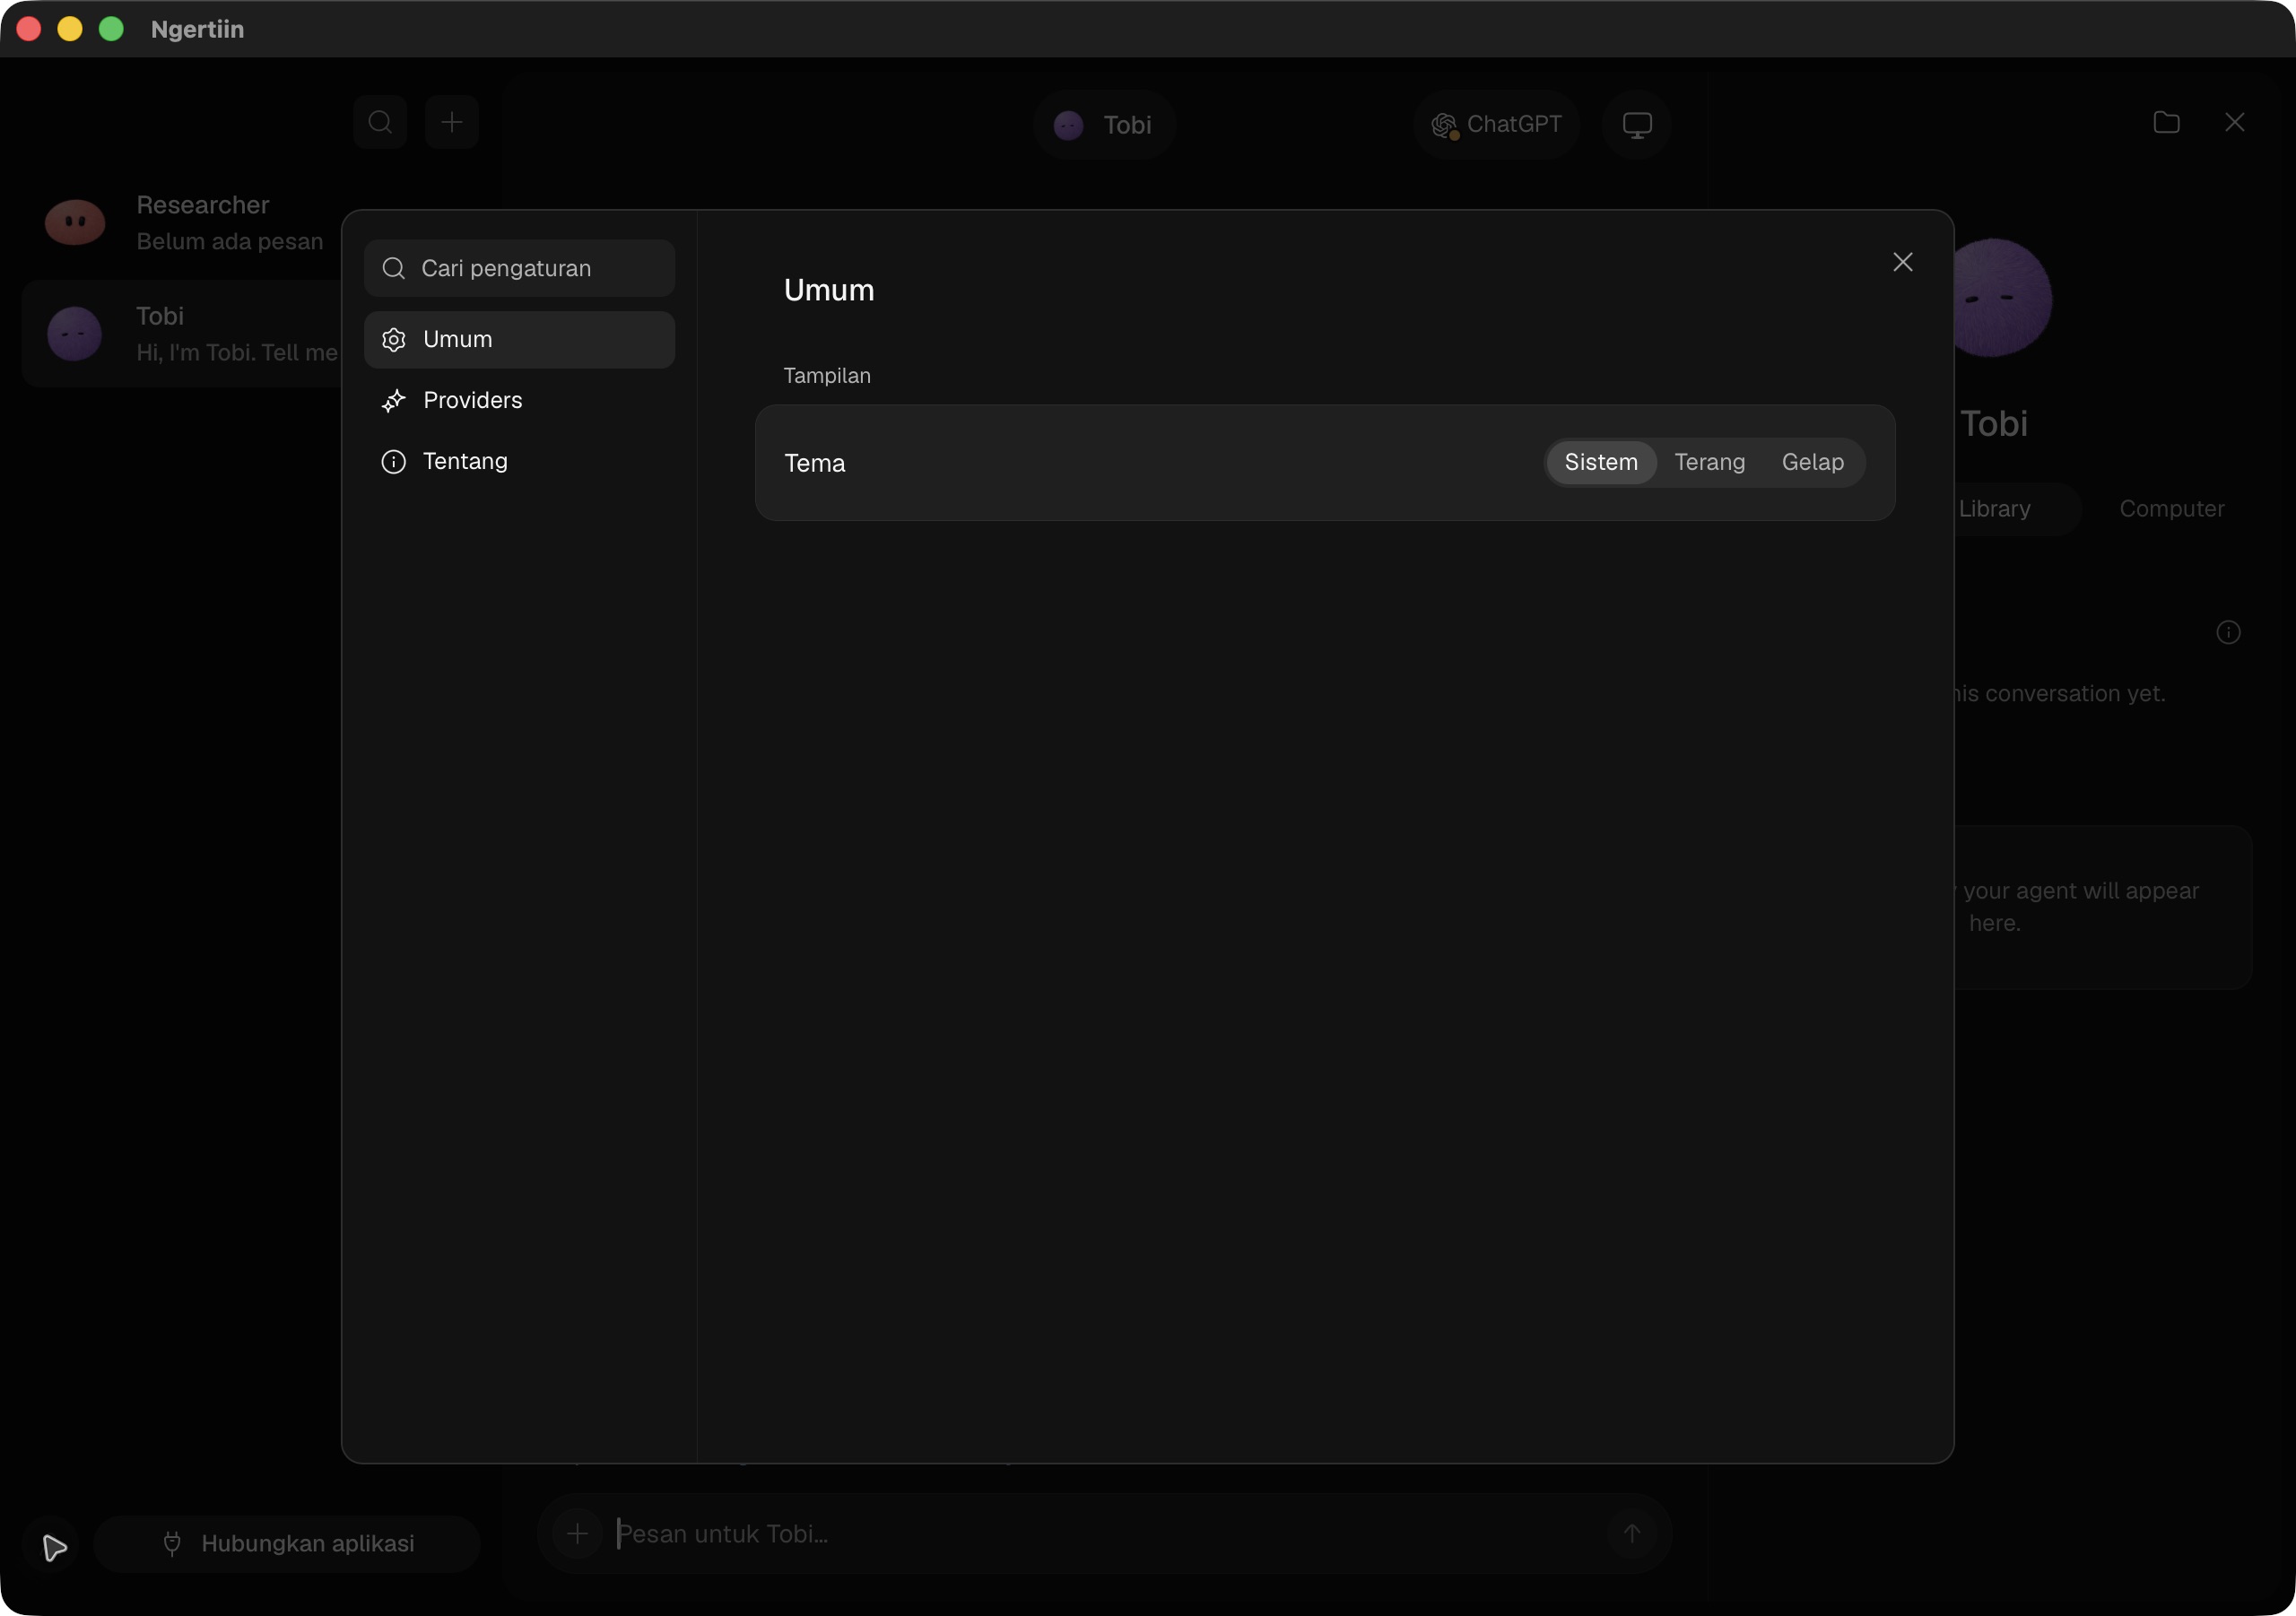 Ngertiin
Tobi
ChatGPT
Researcher
Belum ada pesan
Tobi
Hi, I'm Tobi. Tell me
Cari pengaturan
Umum
Providers
Tentang
Umum
Tampilan
Tema
Sistem
Terang
Gelap
Tobi
Library
Computer
his conversation yet.
your agent will appear
here.
Hubungkan aplikasi
Pesan untuk Tobi...